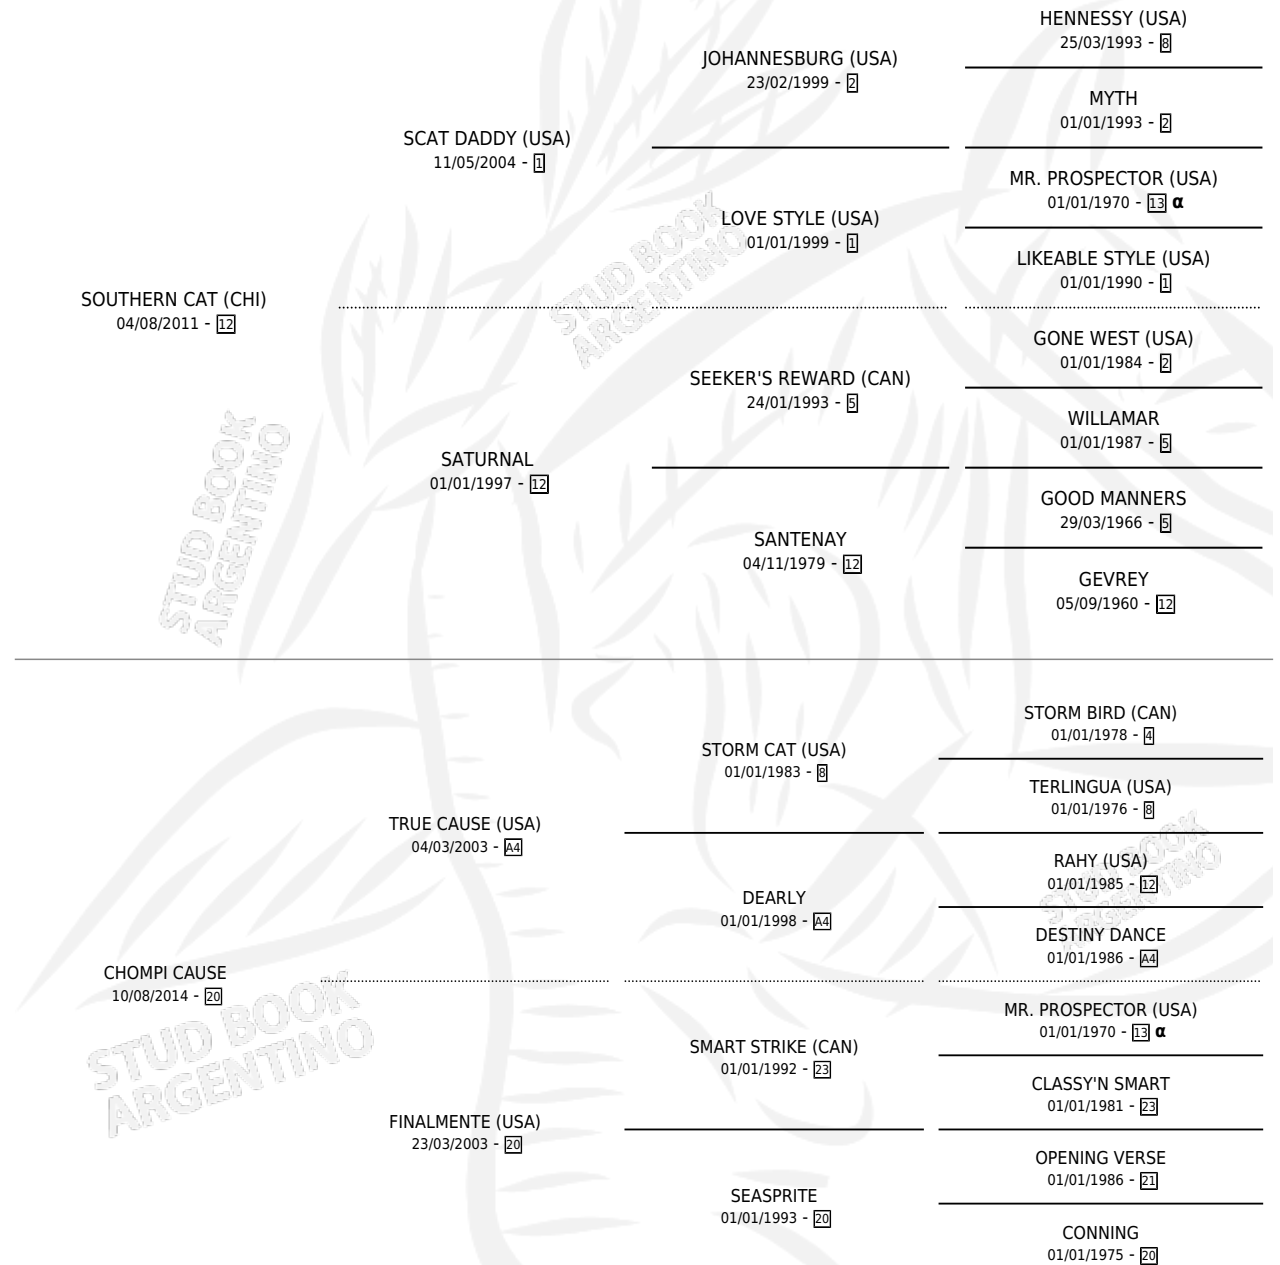 HENNESSY (USA)
25/03/1993 - 8
JOHANNESBURG (USA)
23/02/1999 - 2
MYTH
01/01/1993 - 2
SCAT DADDY (USA)
11/05/2004 - 1
MR. PROSPECTOR (USA)
01/01/1970 - 13 α
LOVE STYLE (USA)
01/01/1999 - 1
LIKEABLE STYLE (USA)
01/01/1990 - 1
SOUTHERN CAT (CHI)
04/08/2011 - 12
GONE WEST (USA)
01/01/1984 - 2
SEEKER'S REWARD (CAN)
24/01/1993 - 5
WILLAMAR
01/01/1987 - 5
SATURNAL
01/01/1997 - 12
GOOD MANNERS
29/03/1966 - 5
SANTENAY
04/11/1979 - 12
GEVREY
05/09/1960 - 12
STORM BIRD (CAN)
01/01/1978 - 4
STORM CAT (USA)
01/01/1983 - 8
TERLINGUA (USA)
01/01/1976 - 8
TRUE CAUSE (USA)
04/03/2003 - A4
RAHY (USA)
01/01/1985 - 12
DEARLY
01/01/1998 - A4
DESTINY DANCE
01/01/1986 - A4
CHOMPI CAUSE
10/08/2014 - 20
MR. PROSPECTOR (USA)
01/01/1970 - 13 α
SMART STRIKE (CAN)
01/01/1992 - 23
CLASSY'N SMART
01/01/1981 - 23
FINALMENTE (USA)
23/03/2003 - 20
OPENING VERSE
01/01/1986 - 21
SEASPRITE
01/01/1993 - 20
CONNING
01/01/1975 - 20
STUD BOOK
ARGENTINO
STUD BOOK
ARGENTINO
STUD BOOK
ARGENTINO
STUD BOOK
ARGENTINO